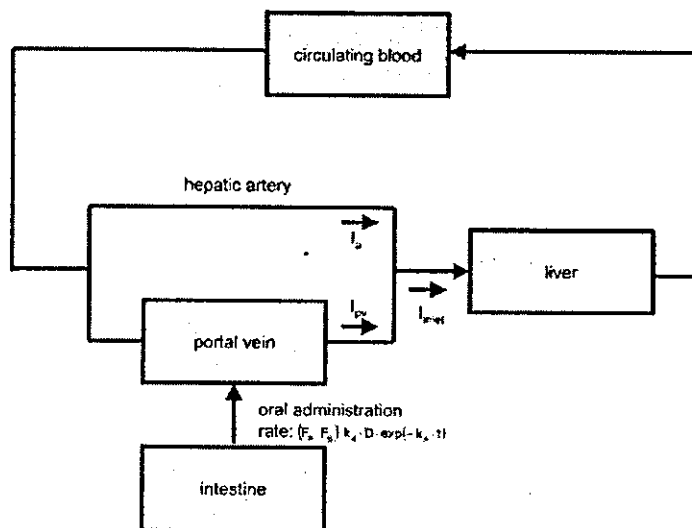 circulating blood
hepatic artery
I_a
liver
I_pv
I_inlet
portal vein
oral administration
rate: (F_a F_g) k_a·D·exp(-k_a·t)
intestine